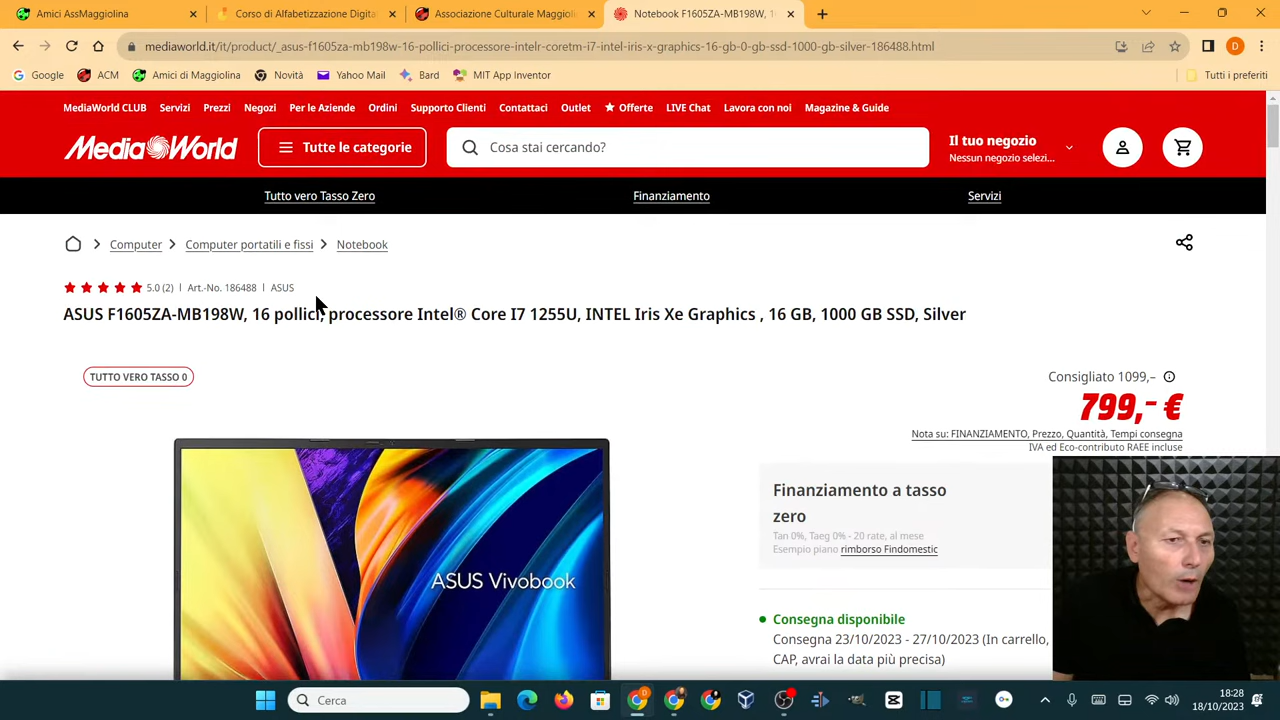 Amici AssMaggiolina
Corso di Alfabetizzazione Digita
Associazione Culturale Maggioli
Notebook F1605ZA-MB198W, 1
mediaworld.it/it/product/_asus-f1605za-mb198w-16-pollici-processore-intelr-coretm-i7-intel-iris-x-graphics-16-gb-0-gb-ssd-1000-gb-silver-186488.html
D
Google
ACM
Amici di Maggiolina
Novità
Yahoo Mail
Bard
MIT App Inventor
Tutti i preferiti
MediaWorld CLUB Servizi Prezzi Negozi Per le Aziende Ordini Supporto Clienti Contattaci Outlet Offerte LIVE Chat Lavora con noi Magazine & Guide
MediaWorld
Tutte le categorie
Cosa stai cercando?
Il tuo negozio
Nessun negozio selezi...
Tutto vero Tasso Zero
Finanziamento
Servizi
Computer
Computer portatili e fissi
Notebook
5.0 (2) | Art.-No. 186488 | ASUS
ASUS F1605ZA-MB198W, 16 pollici, processore Intel® Core I7 1255U, INTEL Iris Xe Graphics , 16 GB, 1000 GB SSD, Silver
TUTTO VERO TASSO 0
Consigliato 1099,–
799,– €
Nota su: FINANZIAMENTO, Prezzo, Quantità, Tempi consegna
IVA ed Eco-contributo RAEE incluse
ASUS Vivobook
Finanziamento a tasso
zero
Tan 0%, Taeg 0% - 20 rate, al mese
Esempio piano rimborso Findomestic
Consegna disponibile
Consegna 23/10/2023 - 27/10/2023 (In carrello,
CAP, avrai la data più precisa)
Cerca
18:28
18/10/2023